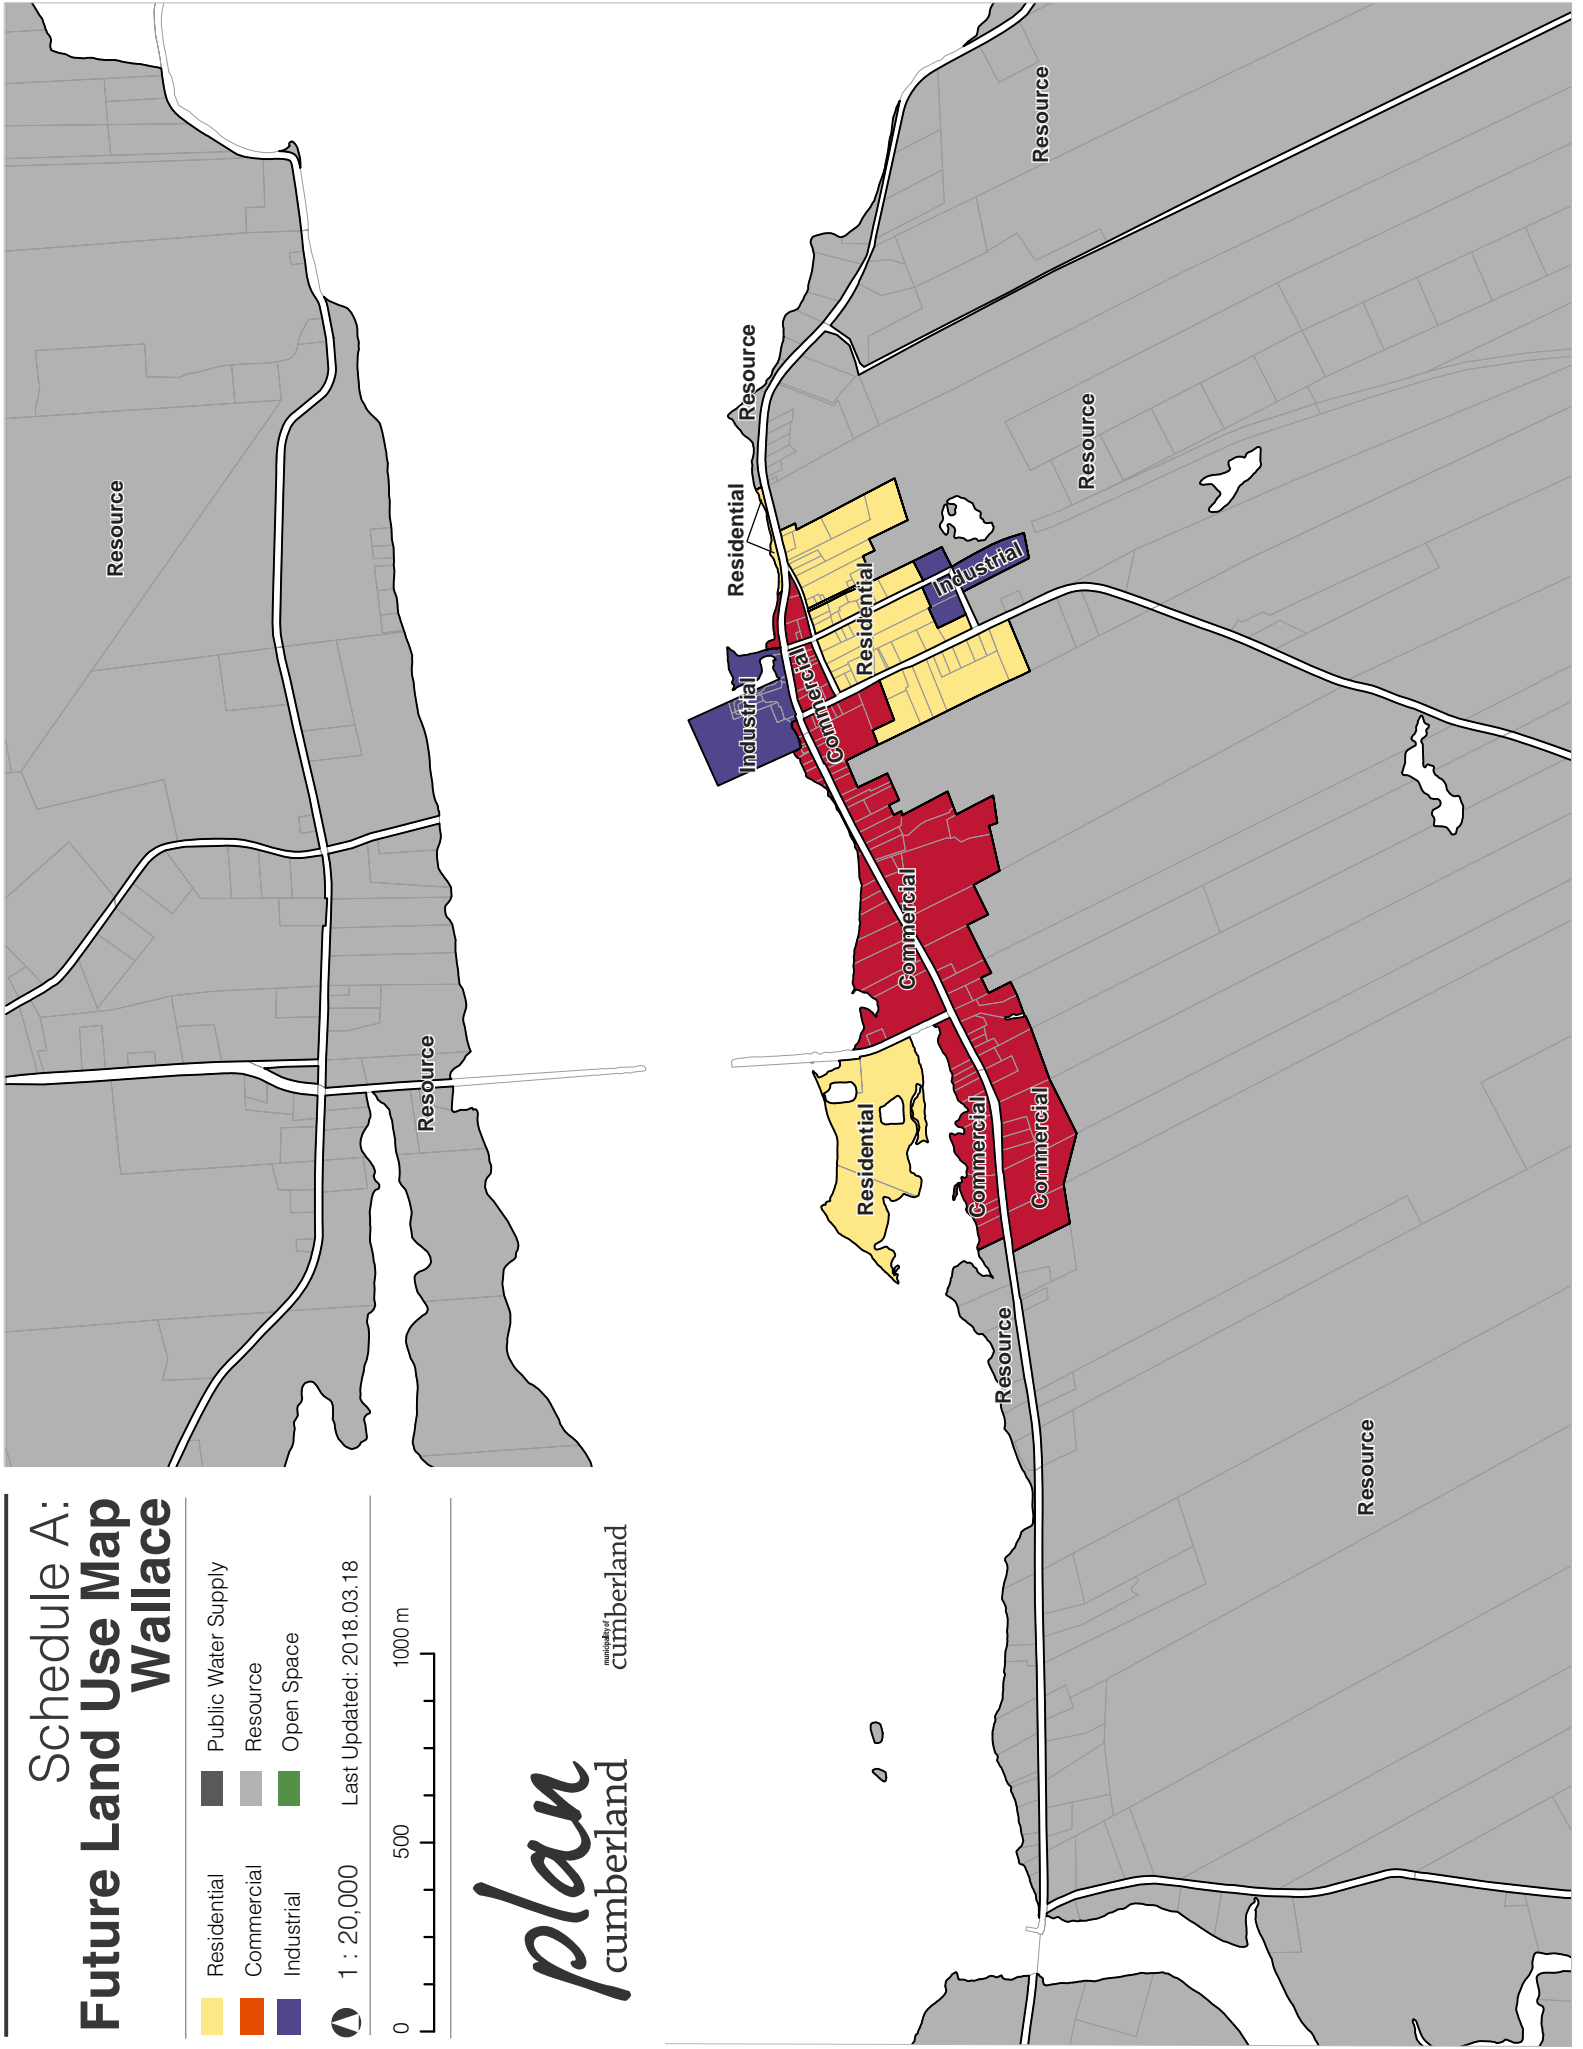 Schedule A:
Future Land Use Map
Wallace
Residential
Commercial
Industrial
Public Water Supply
Resource
Open Space
1 : 20,000
Last Updated: 2018.03.18
0
500
1000 m
plan
cumberland
municipality of
cumberland
Resource
Resource
Resource
Resource
Resource
Residential
Industrial
Commercial
Residential
Industrial
Commercial
Residential
Commercial
Commercial
Resource
Resource